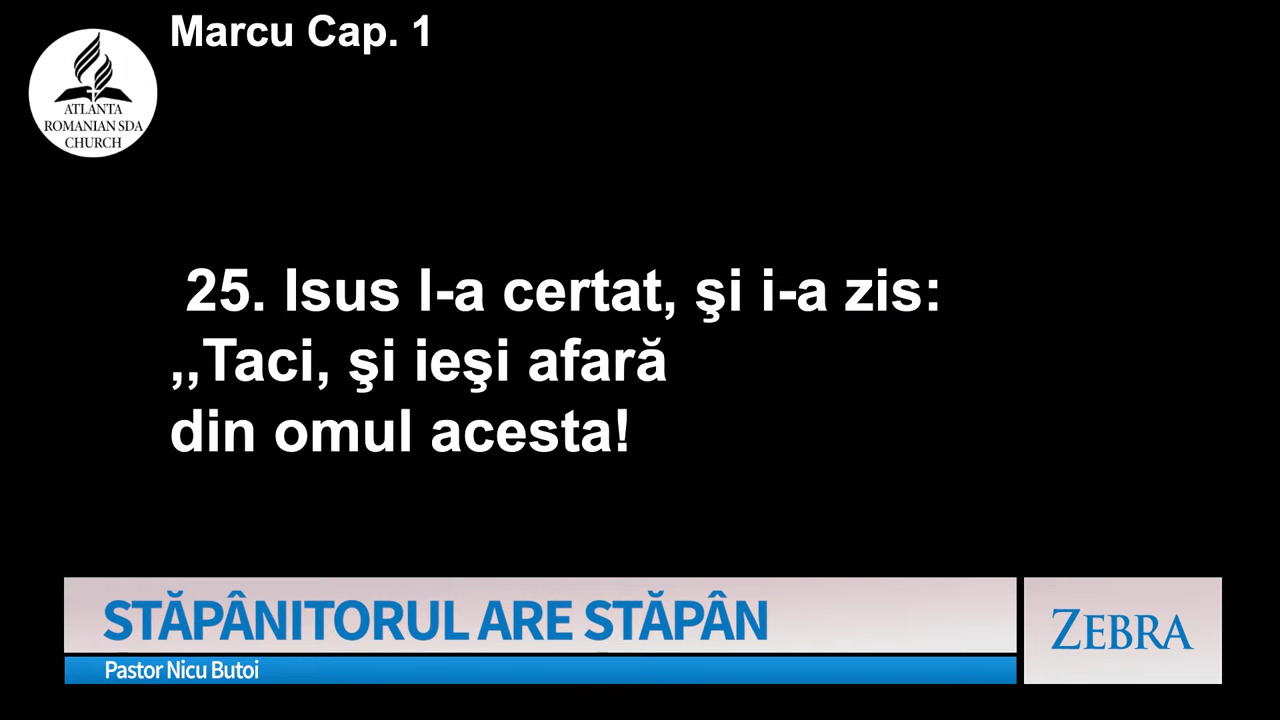 Marcu Cap. 1
ATLANTA
ROMANIAN SDA
CHURCH
25. Isus l-a certat, şi i-a zis:
,,Taci, şi ieşi afară
din omul acesta!
STĂPÂNITORUL ARE STĂPÂN
Pastor Nicu Butoi
ZEBRA